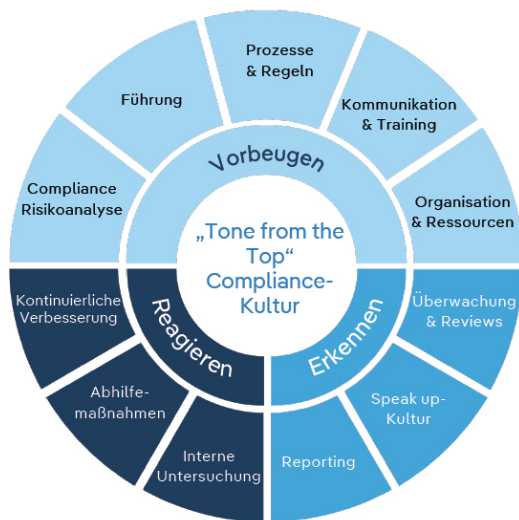 Prozesse
& Regeln
Führung
Kommunikation
& Training
Compliance
Risikoanalyse
Organisation
& Ressourcen
Vorbeugen
„Tone from the
Top“
Compliance-
Kultur
Reagieren
Erkennen
Kontinuierliche
Verbesserung
Überwachung
& Reviews
Abhilfe-
maßnahmen
Speak up-
Kultur
Interne
Untersuchung
Reporting